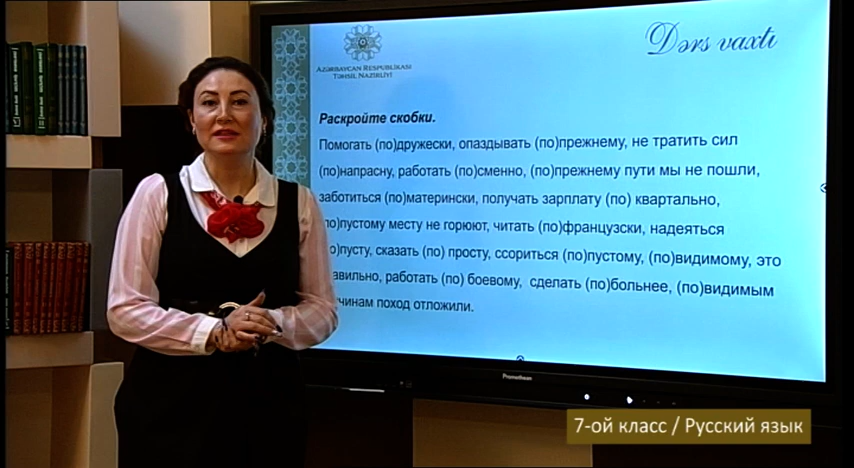 Dərs vaxtı
AZƏRBAYCAN RESPUBLİKASI
TƏHSİL NAZİRLİYİ
Раскройте скобки.
Помогать (по)дружески, опаздывать (по)прежнему, не тратить сил
(по)напрасну, работать (по)сменно, (по)прежнему пути мы не пошли,
заботиться (по)матерински, получать зарплату (по) квартально,
по)пустому месту не горюют, читать (по)французски, надеяться
о)пусту, сказать (по) просту, ссориться (по)пустому, (по)видимому, это
авильно, работать (по) боевому, сделать (по)больнее, (по)видимым
чинам поход отложили.
Promethean
7-ой класс / Русский язык